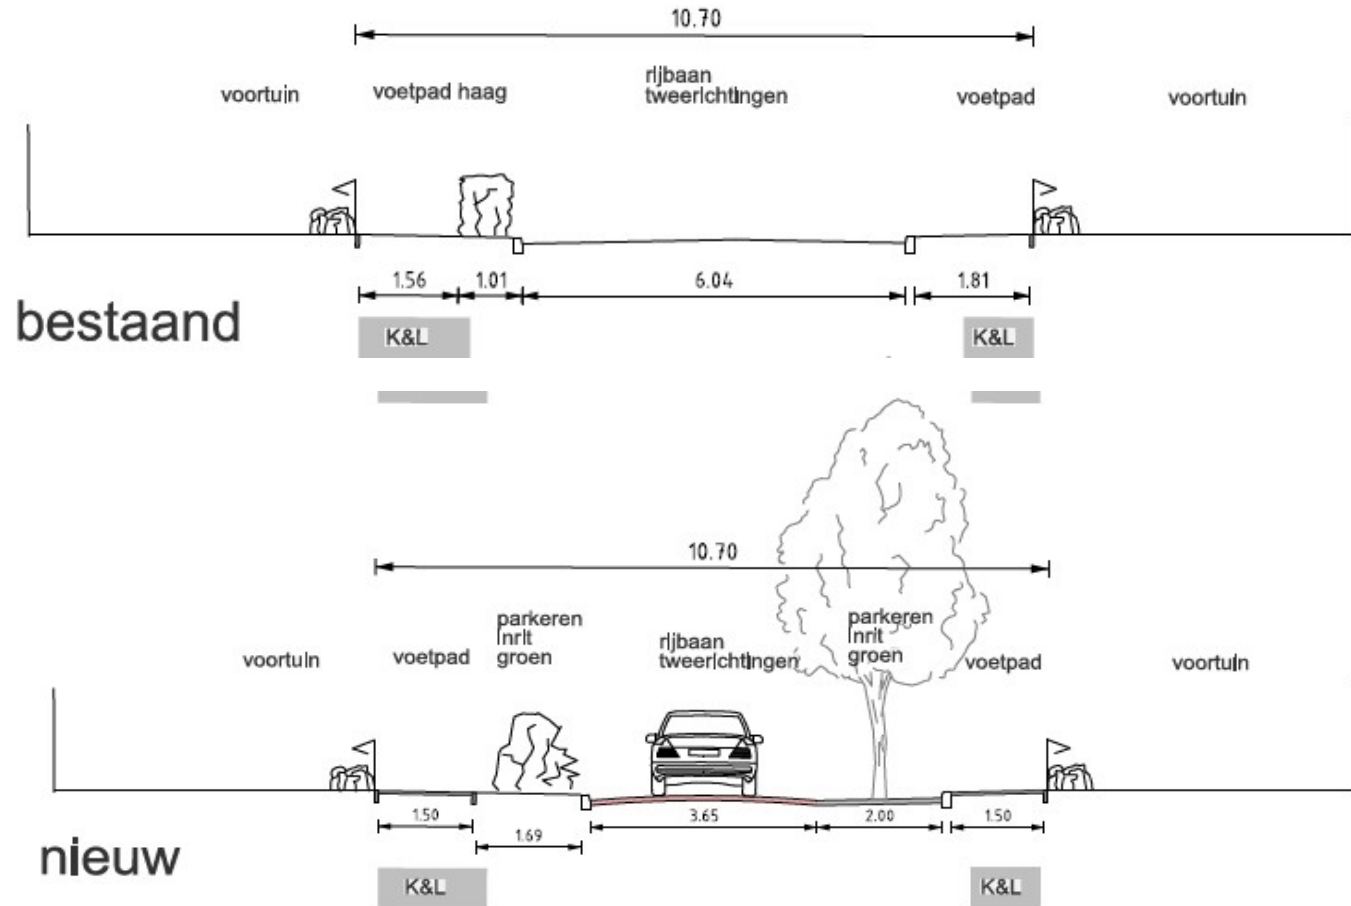 10.70
voortuin voetpad haag rijbaan tweerichtingen voetpad voortuin
1.56 1.01 6.04 1.81
bestaand
K&L K&L
10.70
voortuin voetpad parkeren inrit groen rijbaan tweerichtingen parkeren inrit groen voetpad voortuin
1.50 1.69 3.65 2.00 1.50
nieuw
K&L K&L